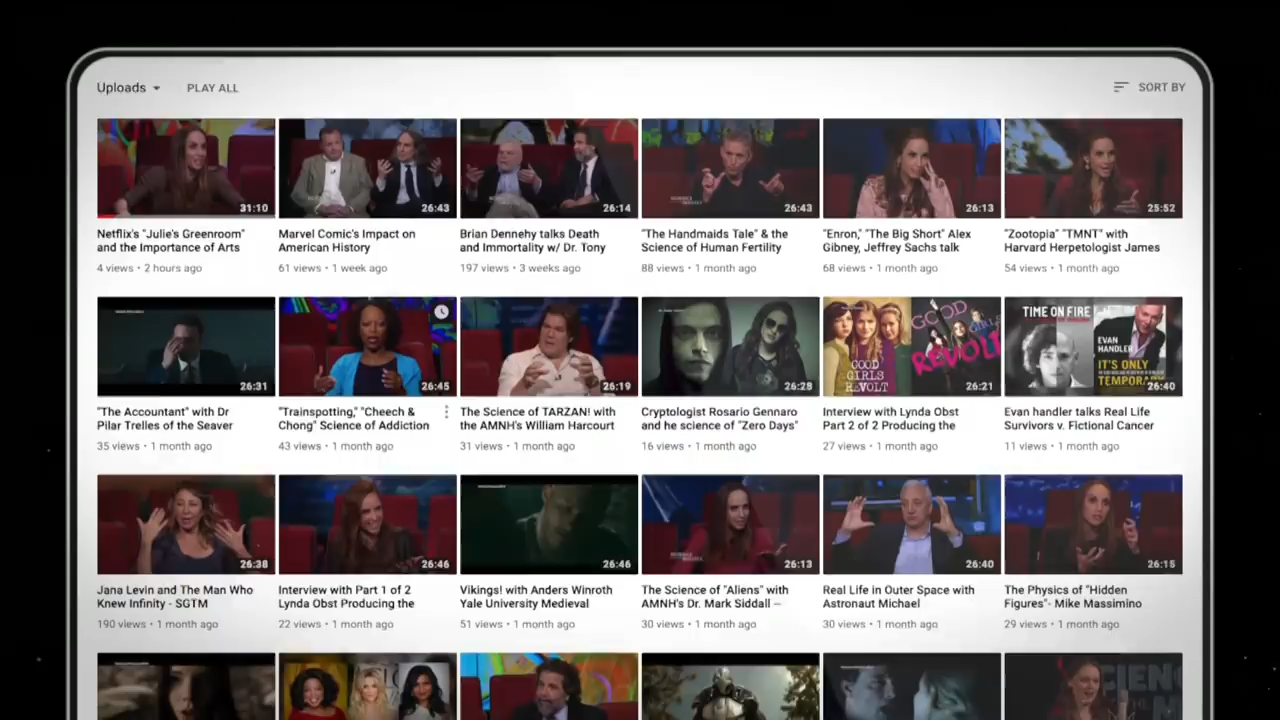 Uploads PLAY ALL SORT BY
31:10 26:43 26:14 26:43 26:13 25:52
Netflix's "Julie's Greenroom"
and the Importance of Arts
4 views • 2 hours ago
Marvel Comic's Impact on
American History
61 views • 1 week ago
Brian Dennehy talks Death
and Immortality w/ Dr. Tony
197 views • 3 weeks ago
"The Handmaids Tale" & the
Science of Human Fertility
88 views • 1 month ago
"Enron," "The Big Short" Alex
Gibney, Jeffrey Sachs talk
68 views • 1 month ago
"Zootopia" "TMNT" with
Harvard Herpetologist James
54 views • 1 month ago
GOOD
GIRLS
REVOLT
GOOD
GIRLS
REVOLT
TIME ON FIRE
EVAN
HANDLER
IT'S ONLY
26:31 26:45 26:19 26:28 26:21 26:40
"The Accountant" with Dr
Pilar Trelles of the Seaver
35 views • 1 month ago
"Trainspotting," "Cheech &
Chong" Science of Addiction
43 views • 1 month ago
The Science of TARZAN! with
the AMNH's William Harcourt
31 views • 1 month ago
Cryptologist Rosario Gennaro
and he science of "Zero Days"
16 views • 1 month ago
Interview with Lynda Obst
Part 2 of 2 Producing the
27 views • 1 month ago
Evan handler talks Real Life
Survivors v. Fictional Cancer
11 views • 1 month ago
26:38 26:46 26:46 26:13 26:40 26:15
Jana Levin and The Man Who
Knew Infinity - SGTM
190 views • 1 month ago
Interview with Part 1 of 2
Lynda Obst Producing the
22 views • 1 month ago
Vikings! with Anders Winroth
Yale University Medieval
51 views • 1 month ago
The Science of "Aliens" with
AMNH's Dr. Mark Siddall —
30 views • 1 month ago
Real Life in Outer Space with
Astronaut Michael
30 views • 1 month ago
The Physics of "Hidden
Figures"- Mike Massimino
29 views • 1 month ago